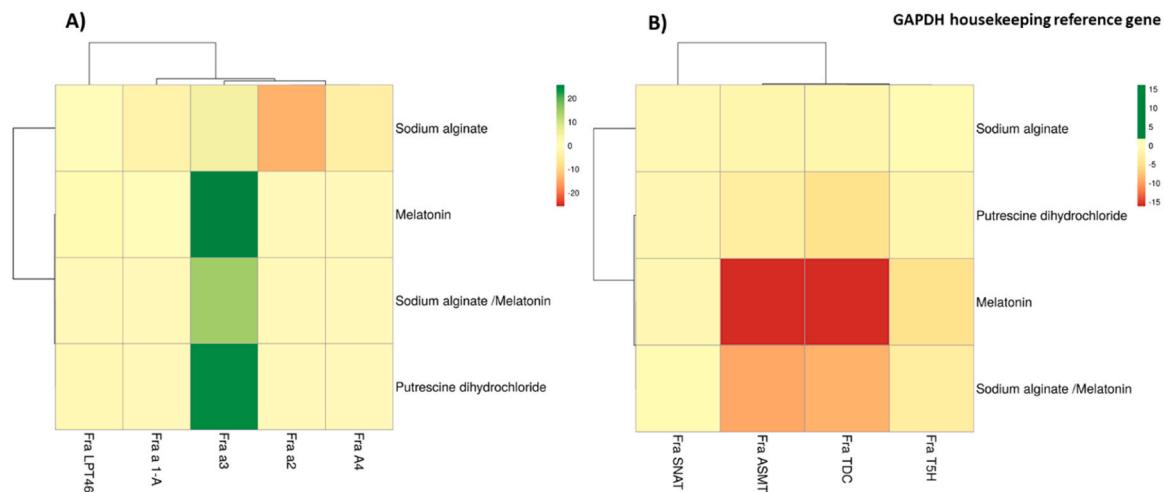 A)
20
10
0
-10
-20
Sodium alginate
Melatonin
Sodium alginate /Melatonin
Putrescine dihydrochloride
Fra LPT46
Fra a 1-A
Fra a3
Fra a2
Fra A4
B)
GAPDH housekeeping reference gene
15
10
5
0
-5
-10
-15
Sodium alginate
Putrescine dihydrochloride
Melatonin
Sodium alginate /Melatonin
Fra SNAT
Fra ASMT
Fra TDC
Fra T5H